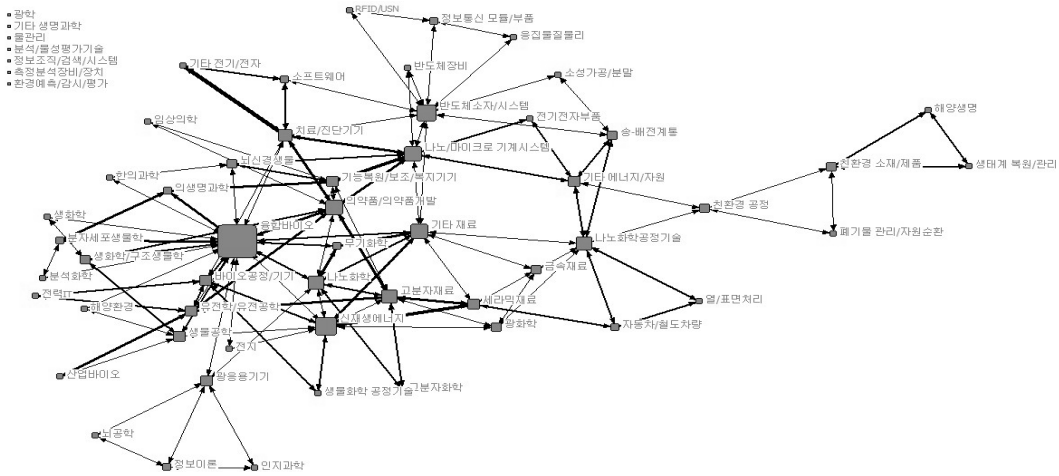 광학
기타 생명과학
물관리
분석/물성평가기술
정보조직/검색/시스템
측정분석장비/장치
환경예측/감시/평가
RFID/USN
정보통신 모듈/부품
응집물질물리
기타 전기/전자
소프트웨어
반도체장비
소성가공/분말
반도체소자/시스템
임상의학
치료/진단기기
전기전자부품
송·배전계통
해양생명
나노/마이크로 기계시스템
뇌신경생물
친환경 소재/제품
생태계 복원/관리
한의과학
기능복원/보조/복지기기
기타 에너지/자원
의생명과학
의약품/의약품개발
친환경 공정
생화학
융합바이오
기타 재료
폐기물 관리/자원순환
분자세포생물학
무기화학
나노화학공정기술
생화학/구조생물학
금속재료
분석화학
바이오공정/기기
나노화학
전력IT
고분자재료
세라믹재료
열/표면처리
해양환경
유전학/유전공학
신재생에너지
광화학
자동차/철도차량
생물공학
전지
산업바이오
광응용기기
생물화학 공정기술
고분자화학
뇌공학
정보이론
인지과학